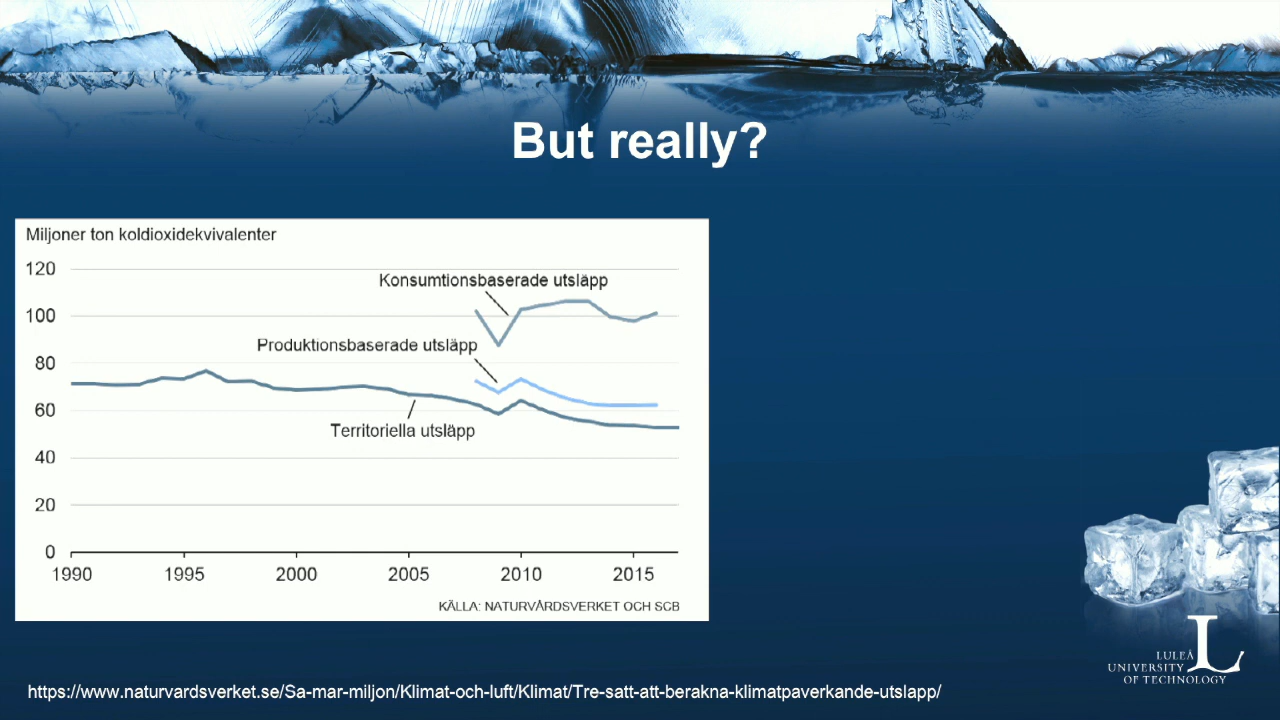 But really?
Miljoner ton koldioxidekvivalenter
120
Konsumtionsbaserade utsläpp
100
Produktionsbaserade utsläpp
80
60
Territoriella utsläpp
40
20
0
1990 1995 2000 2005 2010 2015
KÄLLA: NATURVÅRDSVERKET OCH SCB
L
LULEÅ
UNIVERSITY
OF TECHNOLOGY
https://www.naturvardsverket.se/Sa-mar-miljon/Klimat-och-luft/Klimat/Tre-satt-att-berakna-klimatpaverkande-utslapp/